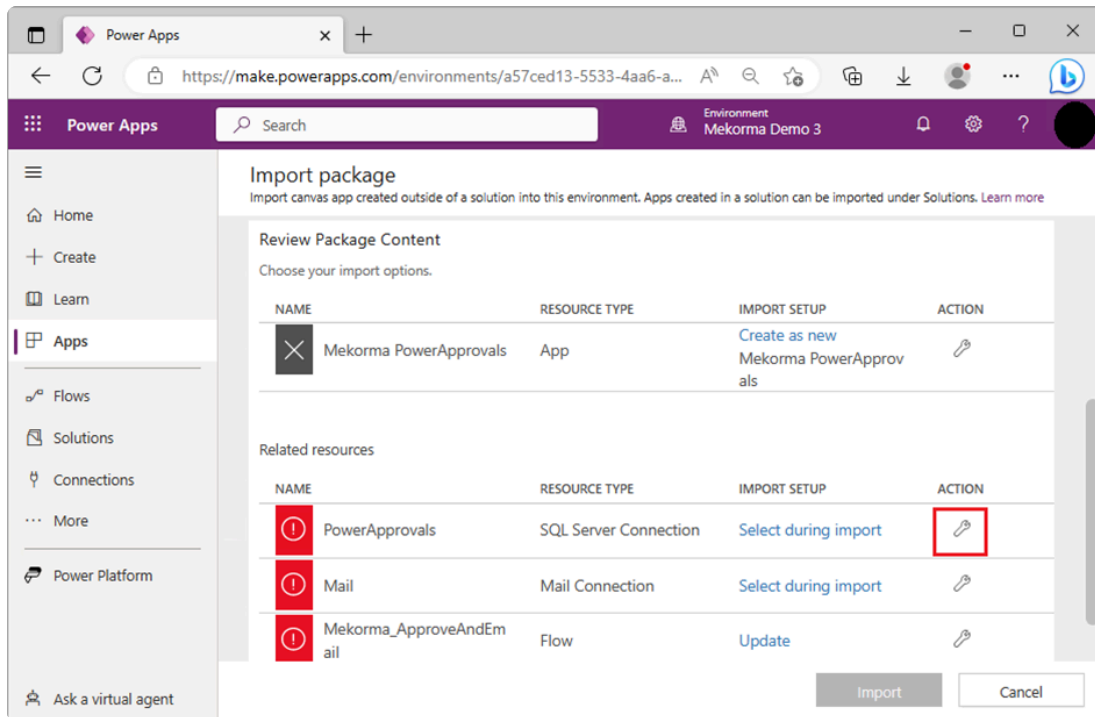 Power Apps
https://make.powerapps.com/environments/a57ced13-5533-4aa6-a...
Power Apps
Search
Environment
Mekorma Demo 3
Home
Create
Learn
Apps
Flows
Solutions
Connections
More
Power Platform
Ask a virtual agent
Import package
Import canvas app created outside of a solution into this environment. Apps created in a solution can be imported under Solutions. Learn more
Review Package Content
Choose your import options.
NAME RESOURCE TYPE IMPORT SETUP ACTION
Mekorma PowerApprovals App Create as new
Mekorma PowerApprov
als
Related resources
NAME RESOURCE TYPE IMPORT SETUP ACTION
PowerApprovals SQL Server Connection Select during import
Mail Mail Connection Select during import
Mekorma_ApproveAndEm
ail Flow Update
Import Cancel